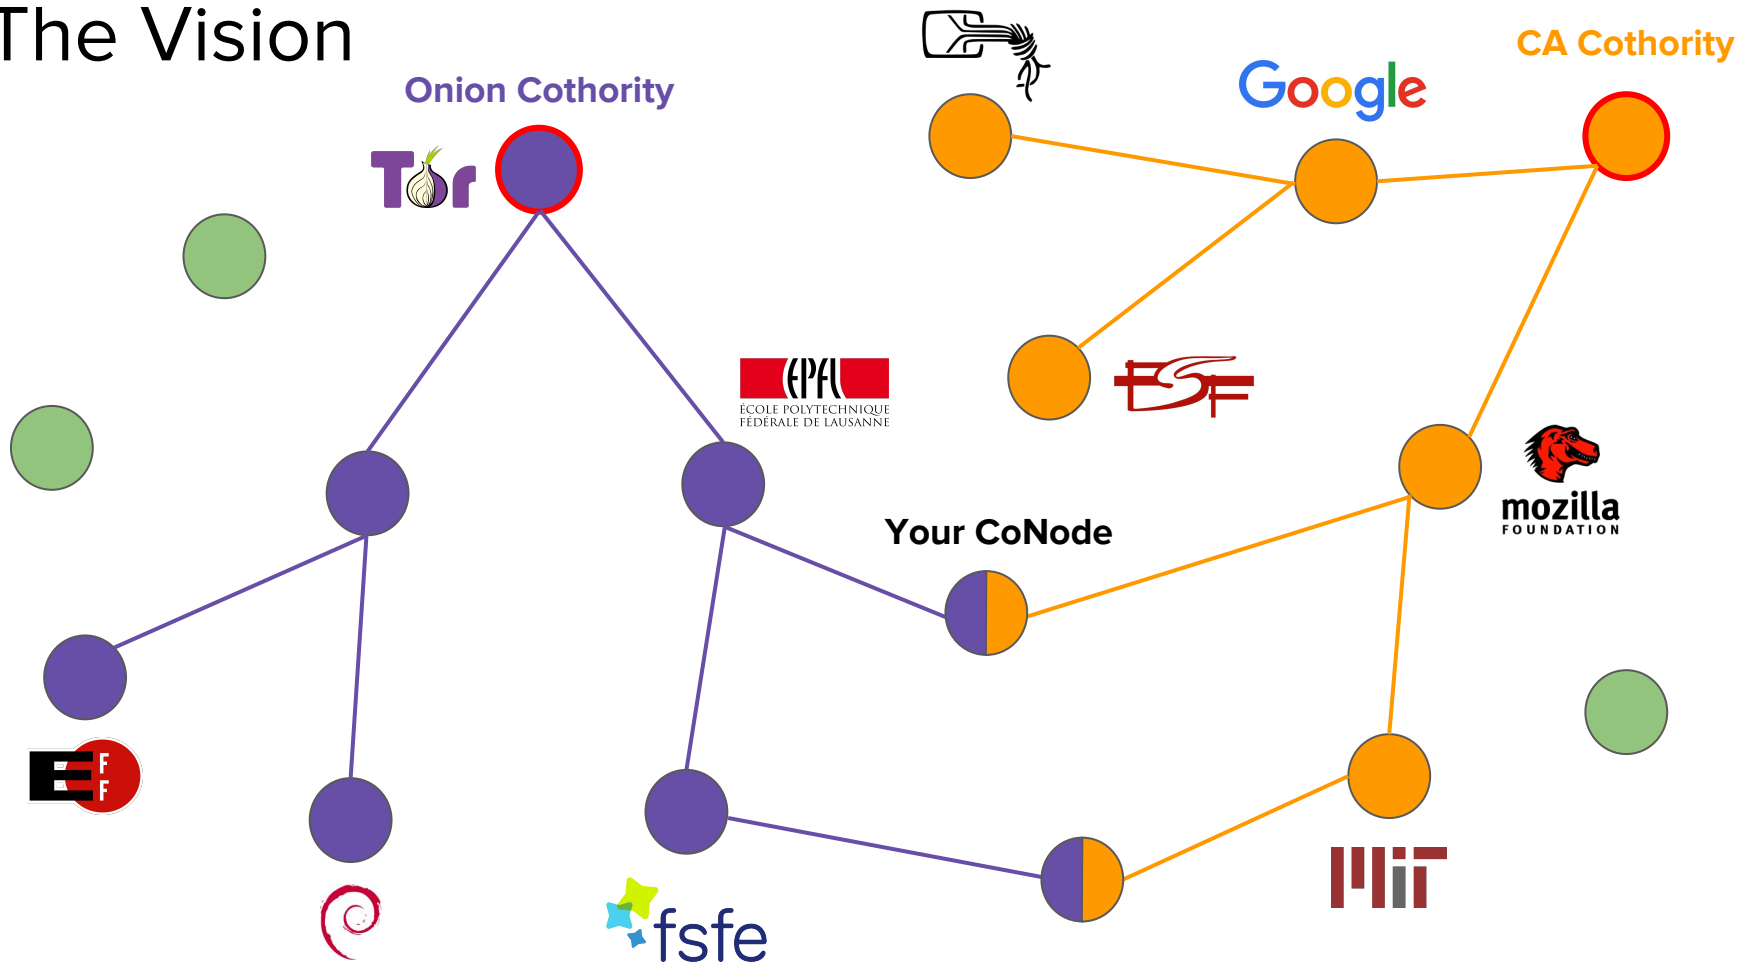 The Vision
CA Cothority
Google
Onion Cothority
Tor
EPFL
ÉCOLE POLYTECHNIQUE
FÉDÉRALE DE LAUSANNE
FSF
mozilla
FOUNDATION
Your CoNode
EFF
MIT
fsfe